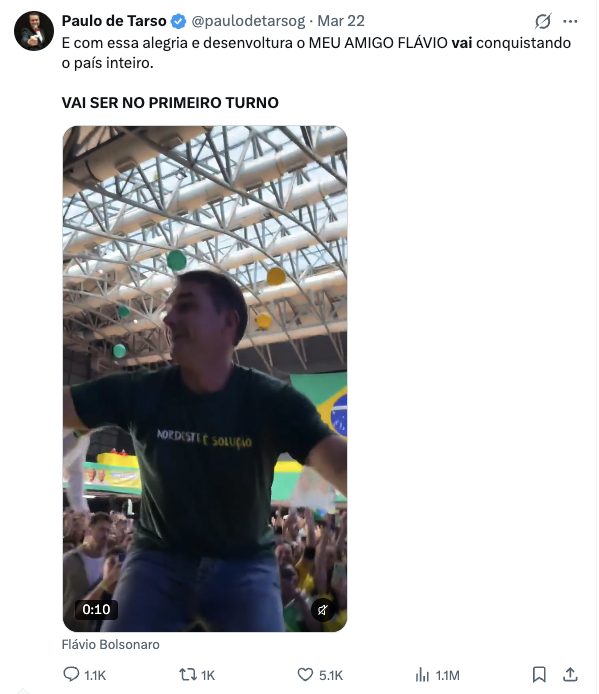 Paulo de Tarso @paulodetarsog · Mar 22
E com essa alegria e desenvoltura o MEU AMIGO FLÁVIO vai conquistando
o país inteiro.
VAI SER NO PRIMEIRO TURNO
NORDESTE É SOLUÇÃO
0:10
Flávio Bolsonaro
1.1K 1K 5.1K 1.1M